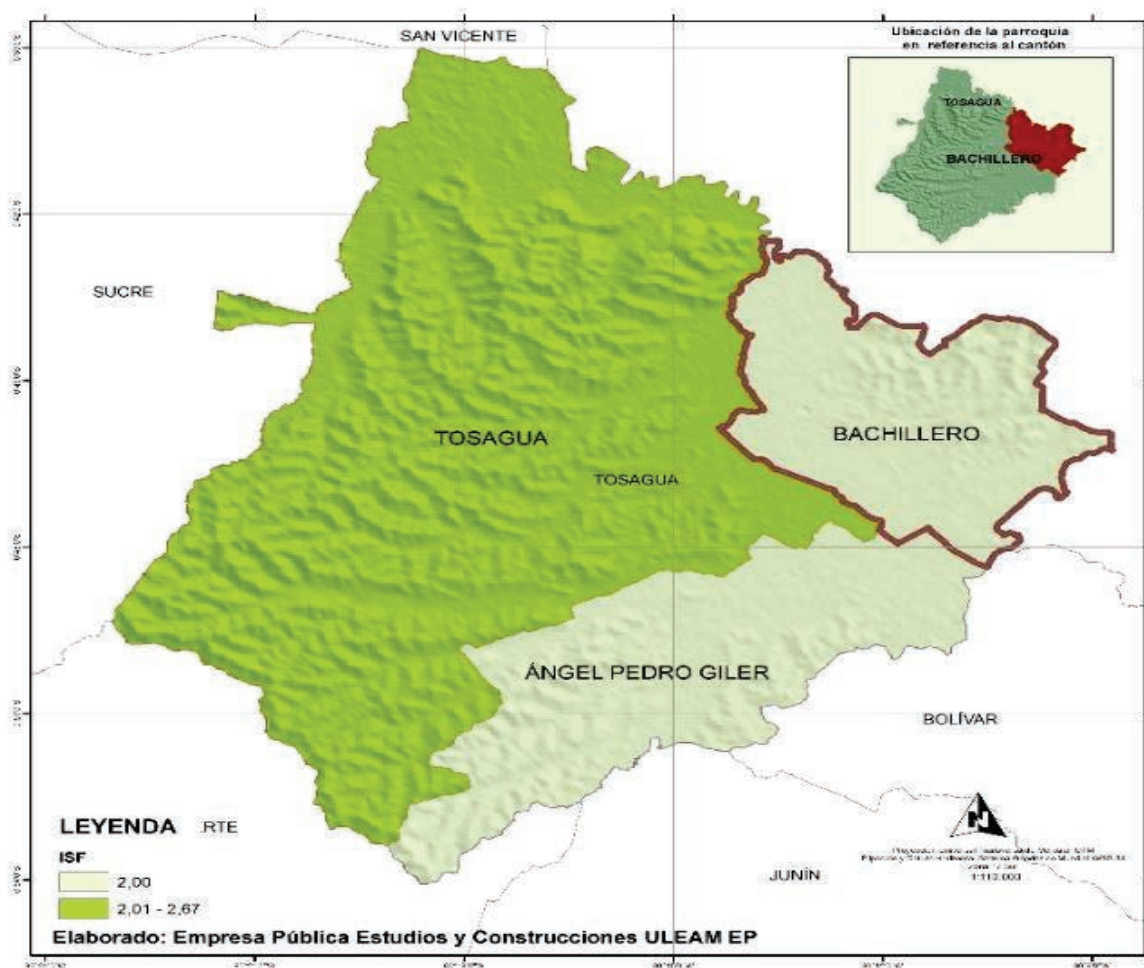 SAN VICENTE
Ubicación de la parroquia
en referencia al cantón
TOSAGUA
BACHILLERO
SUCRE
TOSAGUA
BACHILLERO
TOSAGUA
ÁNGEL PEDRO GILER
BOLÍVAR
N
JUNÍN
1:110.000
LEYENDA
RTE
ISF
2,00
2,01 - 2,67
Elaborado: Empresa Pública Estudios y Construcciones ULEAM EP